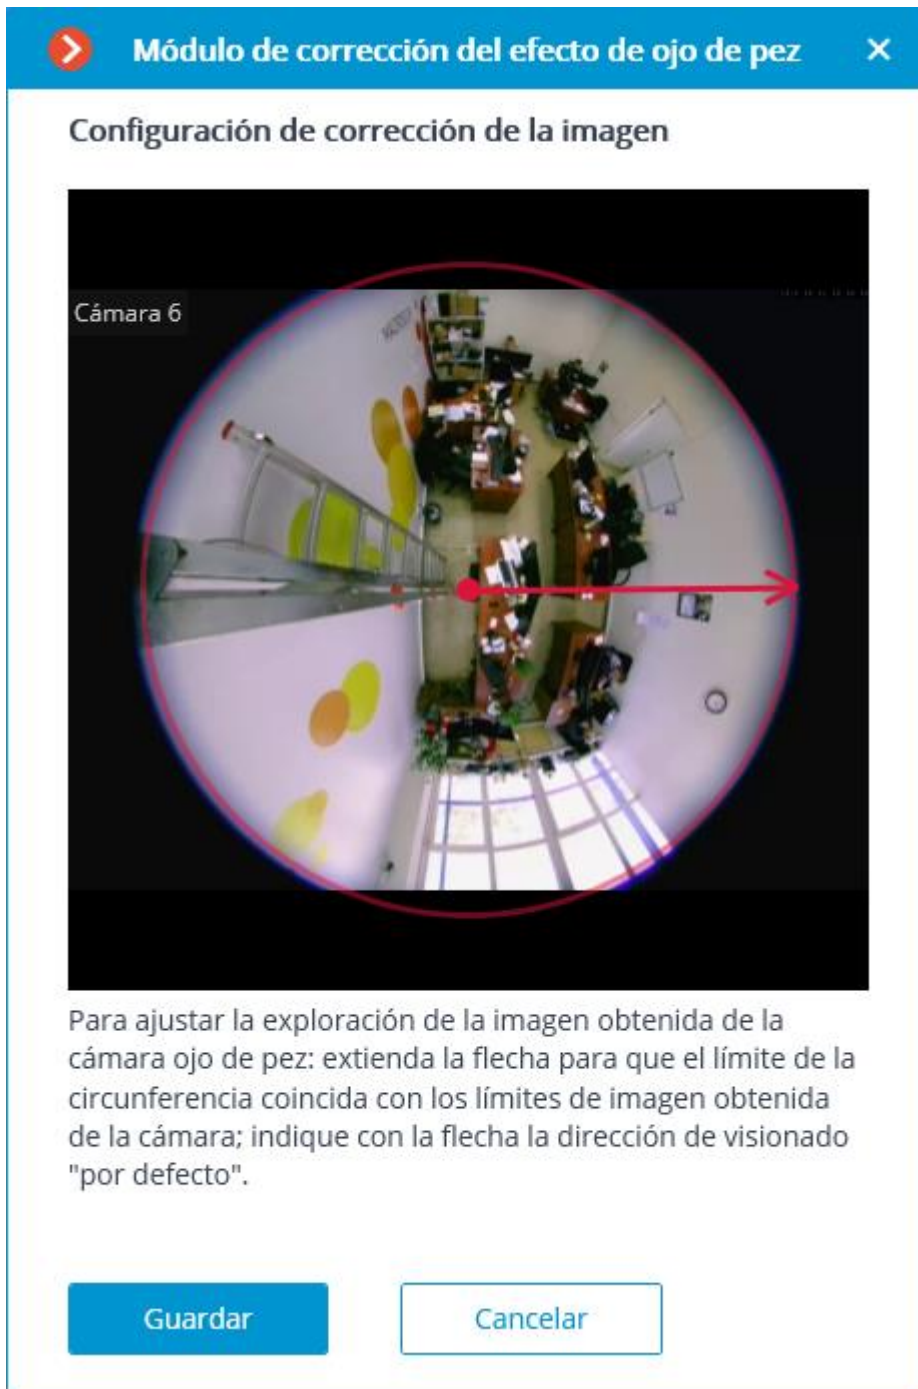 Módulo de corrección del efecto de ojo de pez
Configuración de corrección de la imagen
Cámara 6
Para ajustar la exploración de la imagen obtenida de la
cámara ojo de pez: extienda la flecha para que el límite de la
circunferencia coincida con los límites de imagen obtenida
de la cámara; indique con la flecha la dirección de visionado
"por defecto".
Guardar
Cancelar